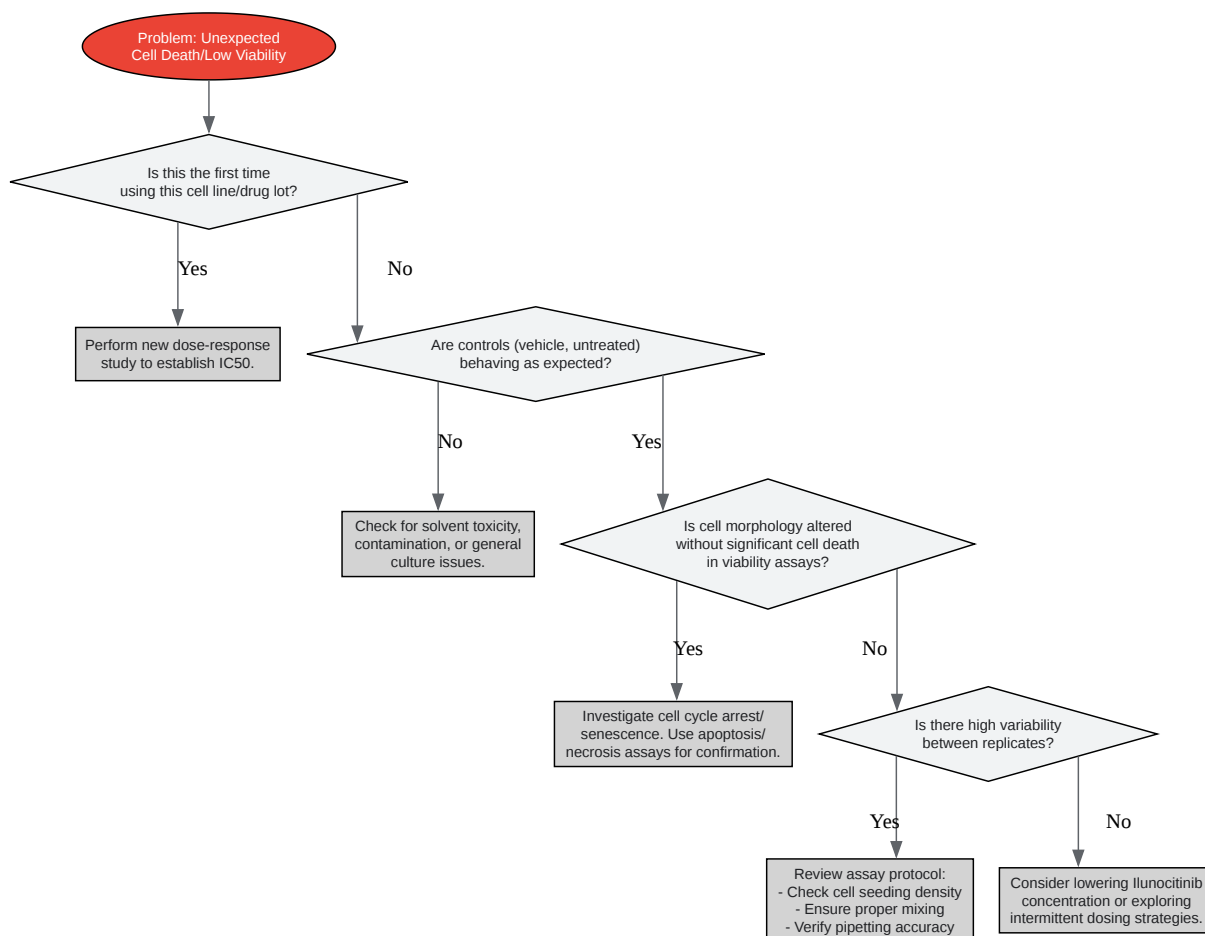 Problem: Unexpected
Cell Death/Low Viability
Is this the first time
using this cell line/drug lot?
Yes
No
Perform new dose-response
study to establish IC50.
Are controls (vehicle, untreated)
behaving as expected?
No
Yes
Check for solvent toxicity,
contamination, or general
culture issues.
Is cell morphology altered
without significant cell death
in viability assays?
Yes
No
Investigate cell cycle arrest/
senescence. Use apoptosis/
necrosis assays for confirmation.
Is there high variability
between replicates?
Yes
No
Review assay protocol:
- Check cell seeding density
- Ensure proper mixing
- Verify pipetting accuracy
Consider lowering Ilunocitinib
concentration or exploring
intermittent dosing strategies.